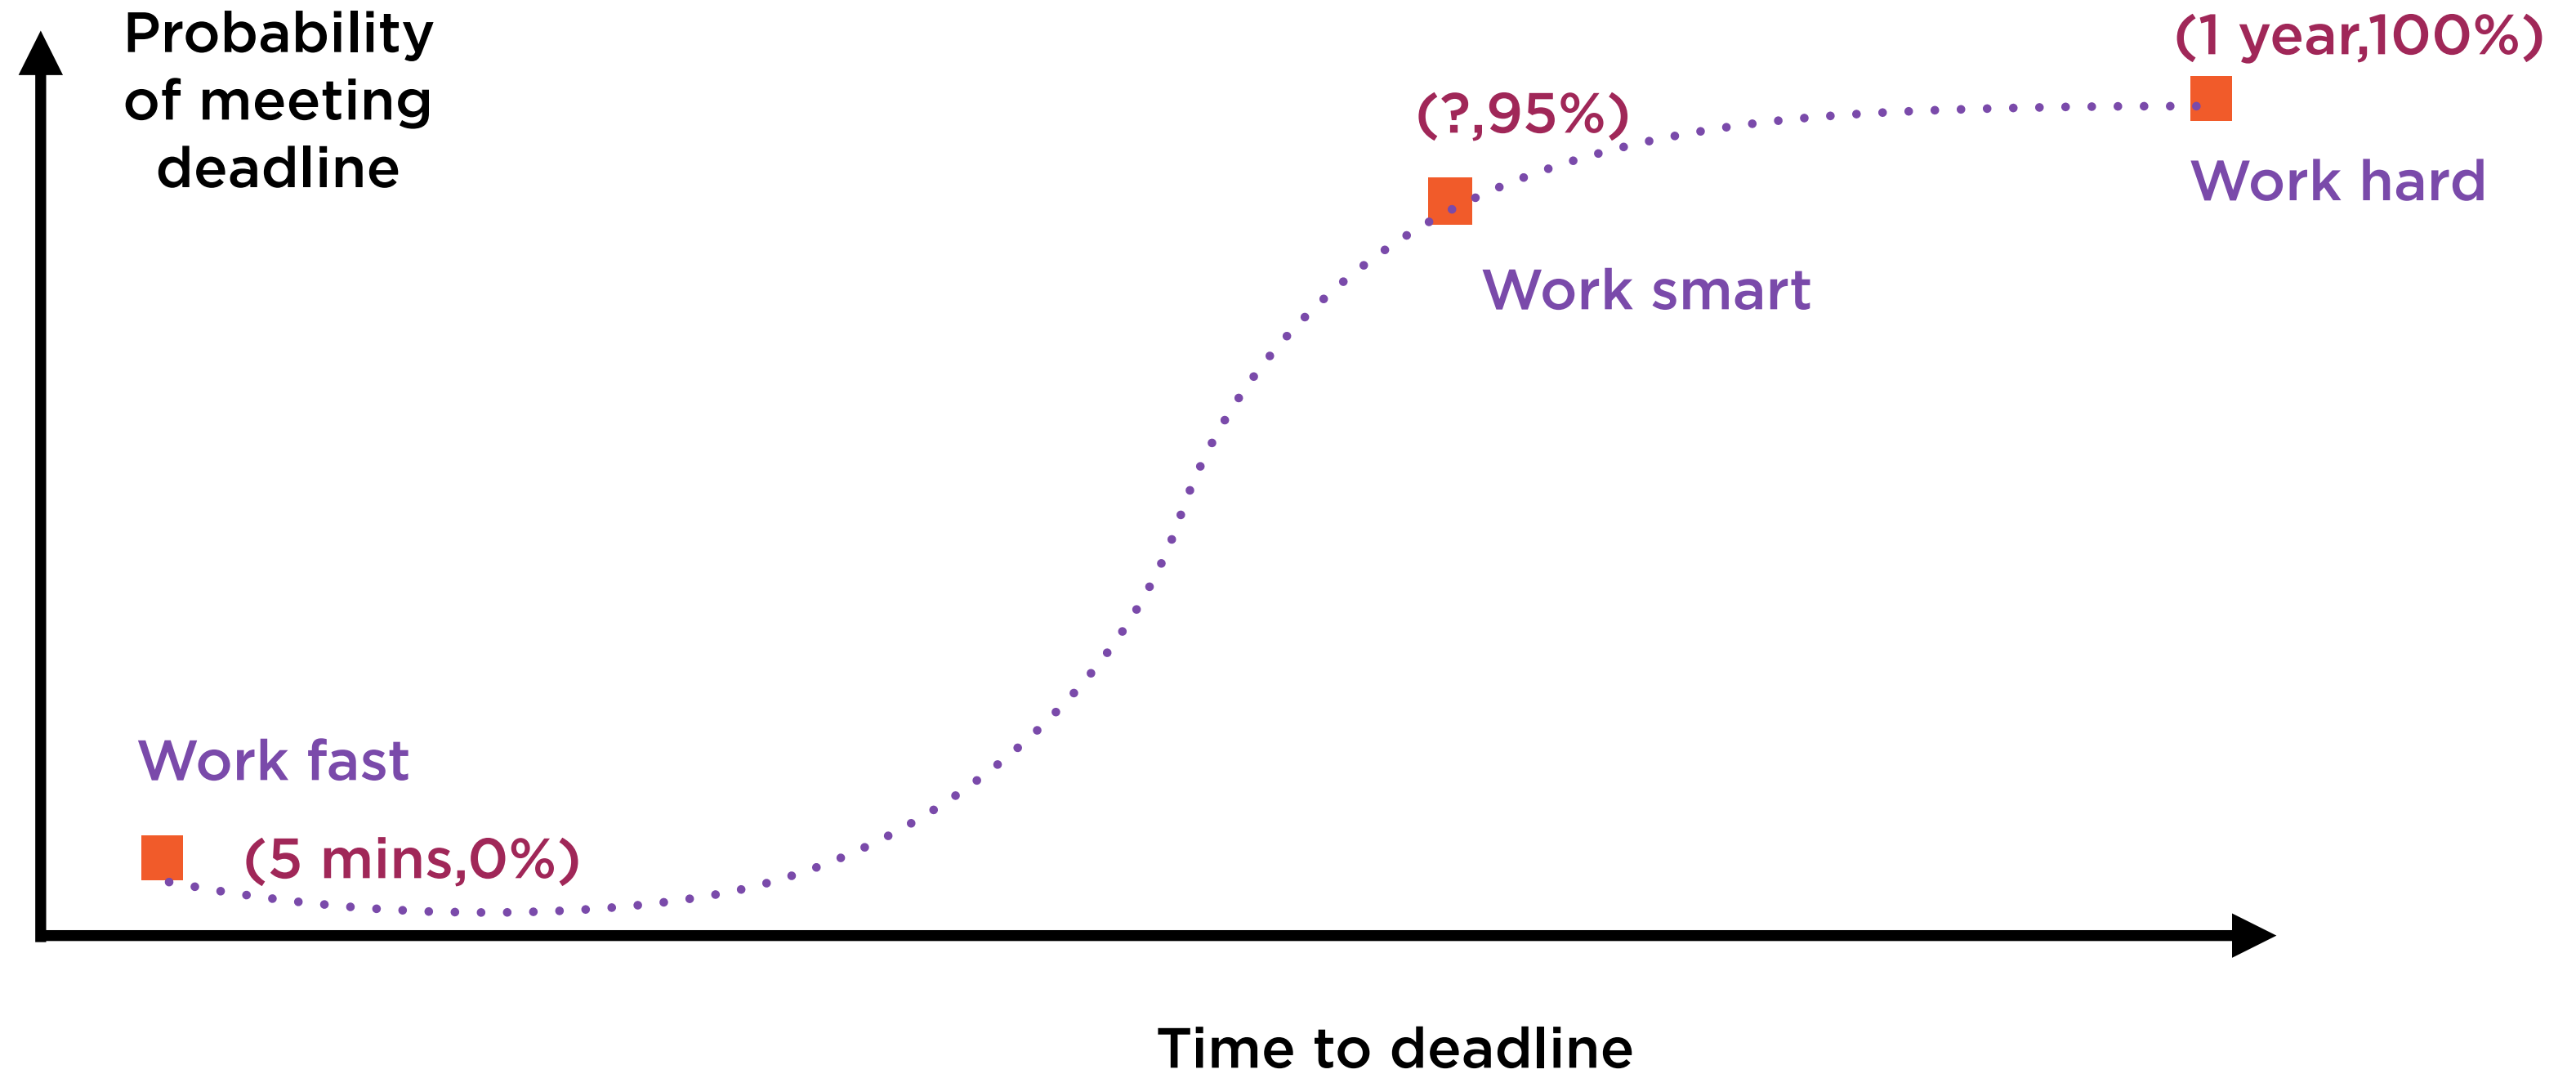 Probability
of meeting
deadline
(1 year,100%)
(?,95%)
Work hard
Work smart
Work fast
(5 mins,0%)
Time to deadline